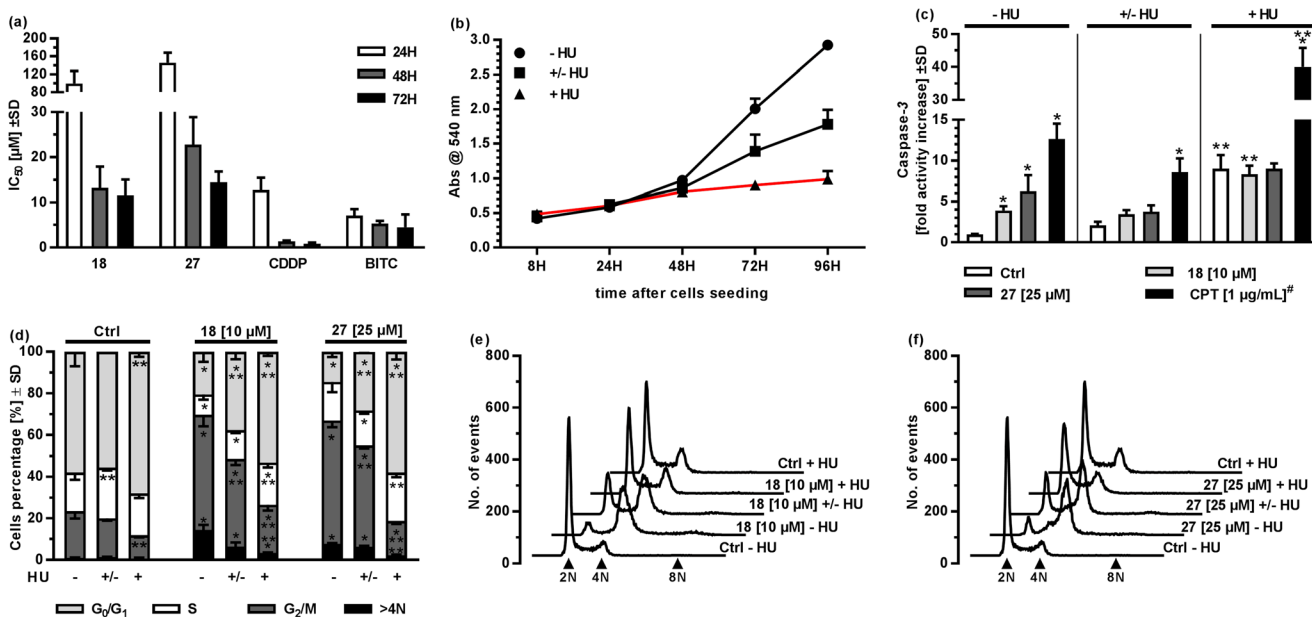 (a)
160
140
120
100
80
30
20
10
0
IC50 [µM] ±SD
24H
48H
72H
18
27
CDDP
BITC
(b)
3.0
2.5
2.0
1.5
1.0
0.5
0.0
Abs @ 540 nm
- HU
+/- HU
+ HU
8H
24H
48H
72H
96H
time after cells seeding
(c)
- HU
+/- HU
+ HU
50
40
30
20
15
10
5
0
Caspase-3
[fold activity increase] ±SD
*
*
*
*
**
**
**
*
Ctrl
18 [10 µM]
27 [25 µM]
CPT [1 µg/mL]#
(d)
Ctrl
18 [10 µM]
27 [25 µM]
100
80
60
40
20
0
Cells percentage [%] ± SD
HU
-
+/-
+
-
+/-
+
-
+/-
+
G0/G1
S
G2/M
>4N
(e)
800
600
400
200
0
No. of events
Ctrl + HU
18 [10 µM] + HU
18 [10 µM] +/- HU
18 [10 µM] - HU
Ctrl - HU
2N
4N
8N
(f)
800
600
400
200
0
No. of events
Ctrl + HU
27 [25 µM] + HU
27 [25 µM] +/- HU
27 [25 µM] - HU
Ctrl - HU
2N
4N
8N